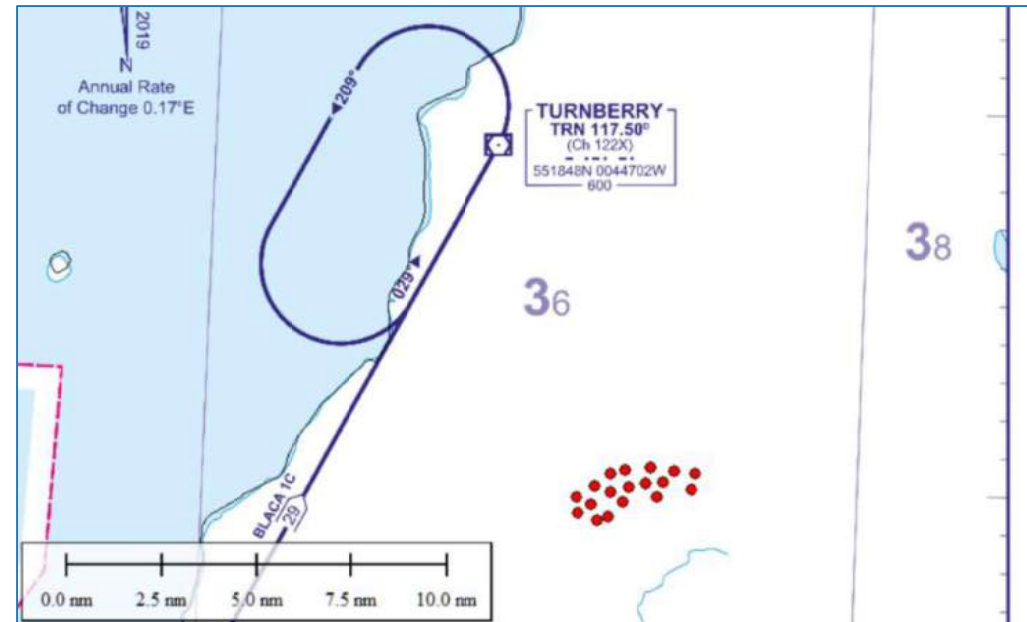 2019
N
Annual Rate
of Change 0.17°E
209°
TURNBERRY
TRN 117.50°
(Ch 122X)
551848N 0044702W
600
029°
36
38
BLACA 1C
29
0.0 nm
2.5 nm
5.0 nm
7.5 nm
10.0 nm